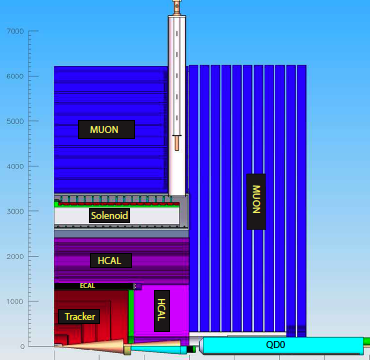 7000
6000
MUON
5000
4000
MUON
3000
Solenoid
2000
HCAL
ECAL
1000
HCAL
Tracker
QD0
0